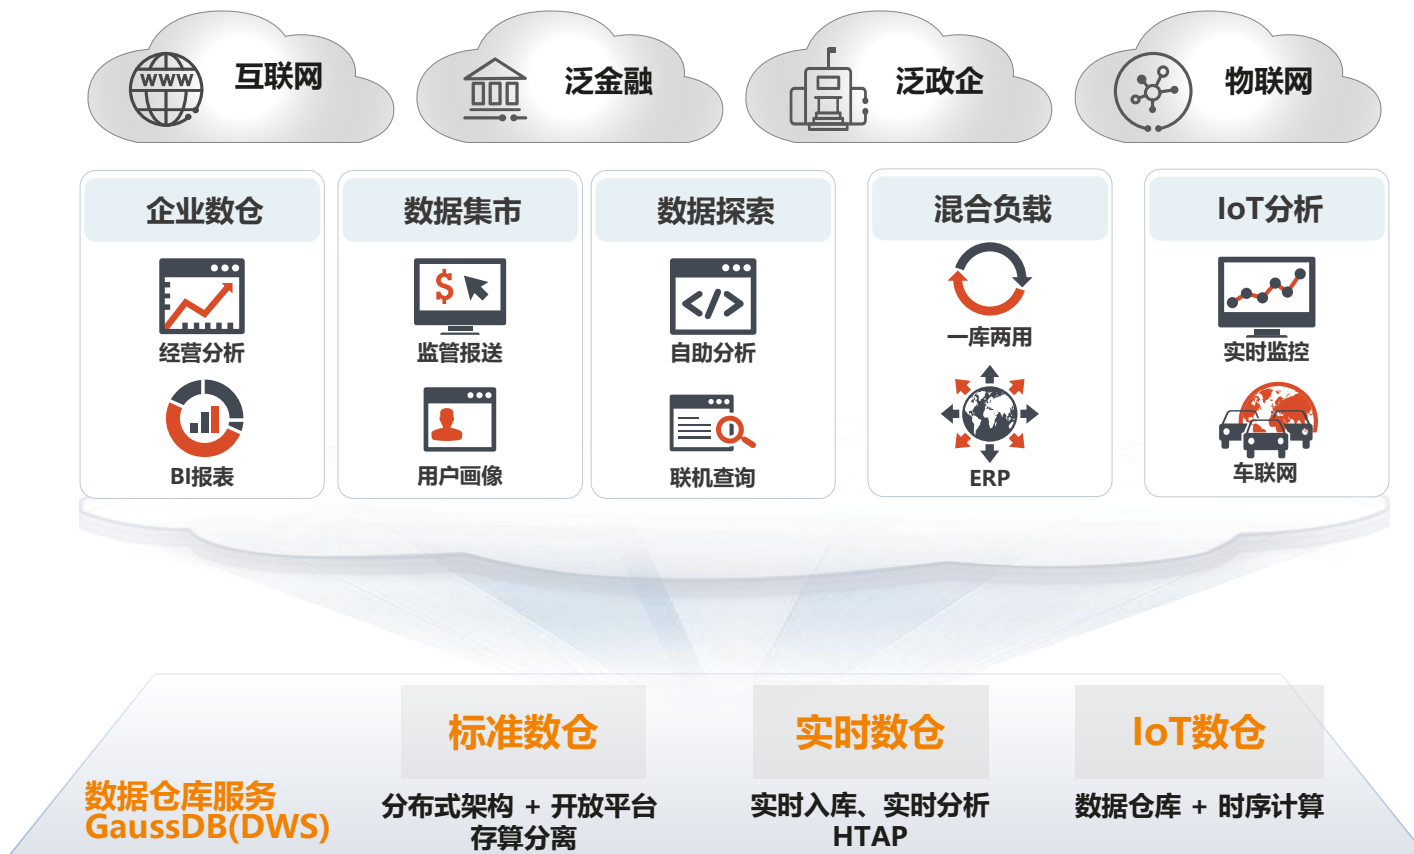 WWW
互联网
泛金融
泛政企
物联网
企业数仓
数据集市
数据探索
混合负载
IoT分析
$
</>
经营分析
监管报送
自助分析
一库两用
实时监控
BI报表
用户画像
联机查询
ERP
车联网
标准数仓
实时数仓
IoT数仓
数据仓库服务
GaussDB(DWS)
分布式架构 + 开放平台
存算分离
实时入库、实时分析
HTAP
数据仓库 + 时序计算